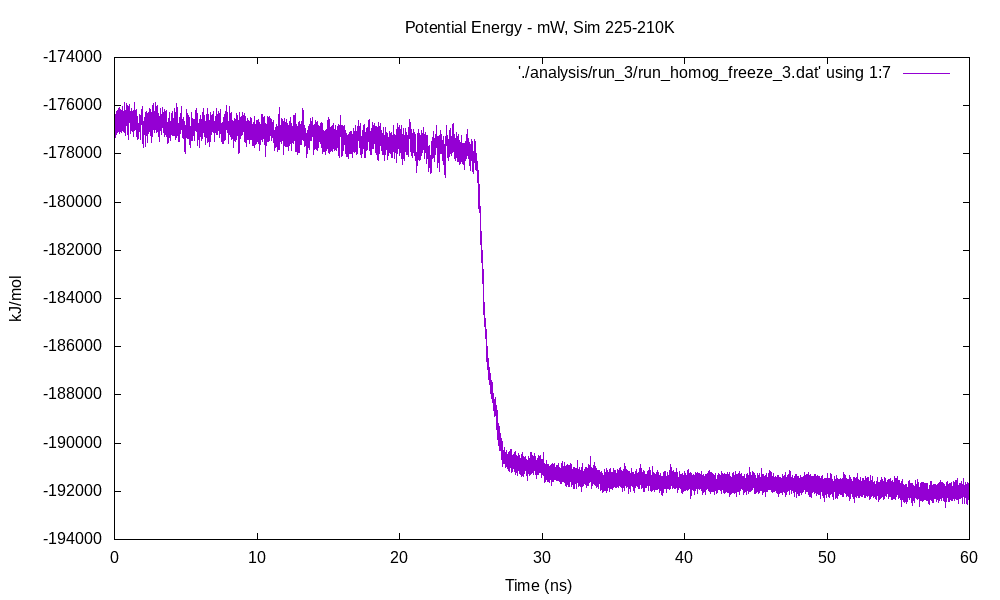 Potential Energy - mW, Sim 225-210K
'./analysis/run_3/run_homog_freeze_3.dat' using 1:7
-174000
-176000
-178000
-180000
-182000
-184000
-186000
-188000
-190000
-192000
-194000
kJ/mol
0 10 20 30 40 50 60
Time (ns)